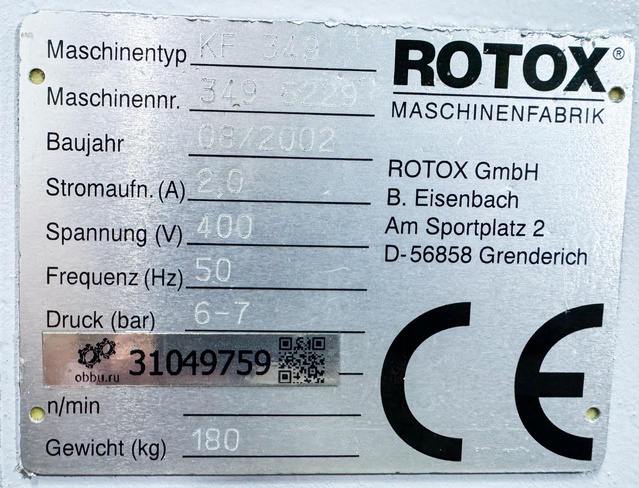 Maschinentyp KF 349
Maschinennr. 349 5229
Baujahr 08/2002
Stromaufn. (A) 2,0
Spannung (V) 400
Frequenz (Hz) 50
Druck (bar) 6-7
obbu.ru 31049759
n/min
Gewicht (kg) 180
ROTOX®
MASCHINENFABRIK
ROTOX GmbH
B. Eisenbach
Am Sportplatz 2
D-56858 Grenderich
CE